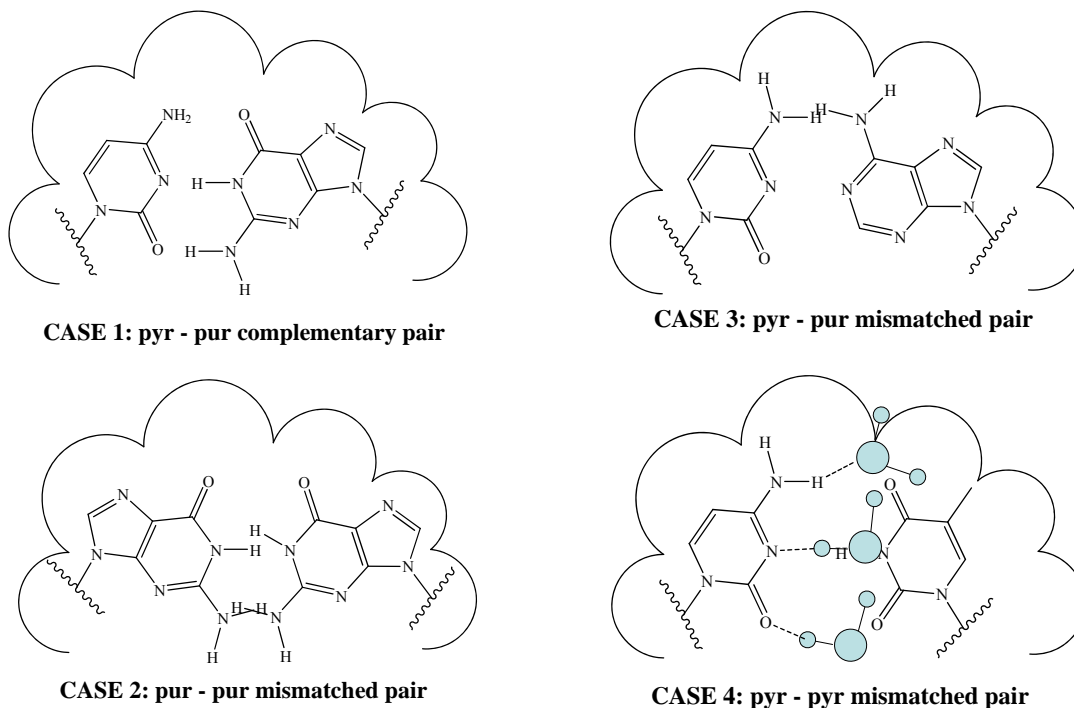 NH₂
N
N
O
O
N
H
N
N
N
N
H
H
CASE 1: pyr - pur complementary pair
H
N
H
N
N
O
H
H
N
N
N
N
N
CASE 3: pyr - pur mismatched pair
O
N
N
N
N
H
N
H
H
O
H
N
N
N
N
N
H
H
CASE 2: pur - pur mismatched pair
H
N
H
N
N
O
O
H
N
N
O
CASE 4: pyr - pyr mismatched pair